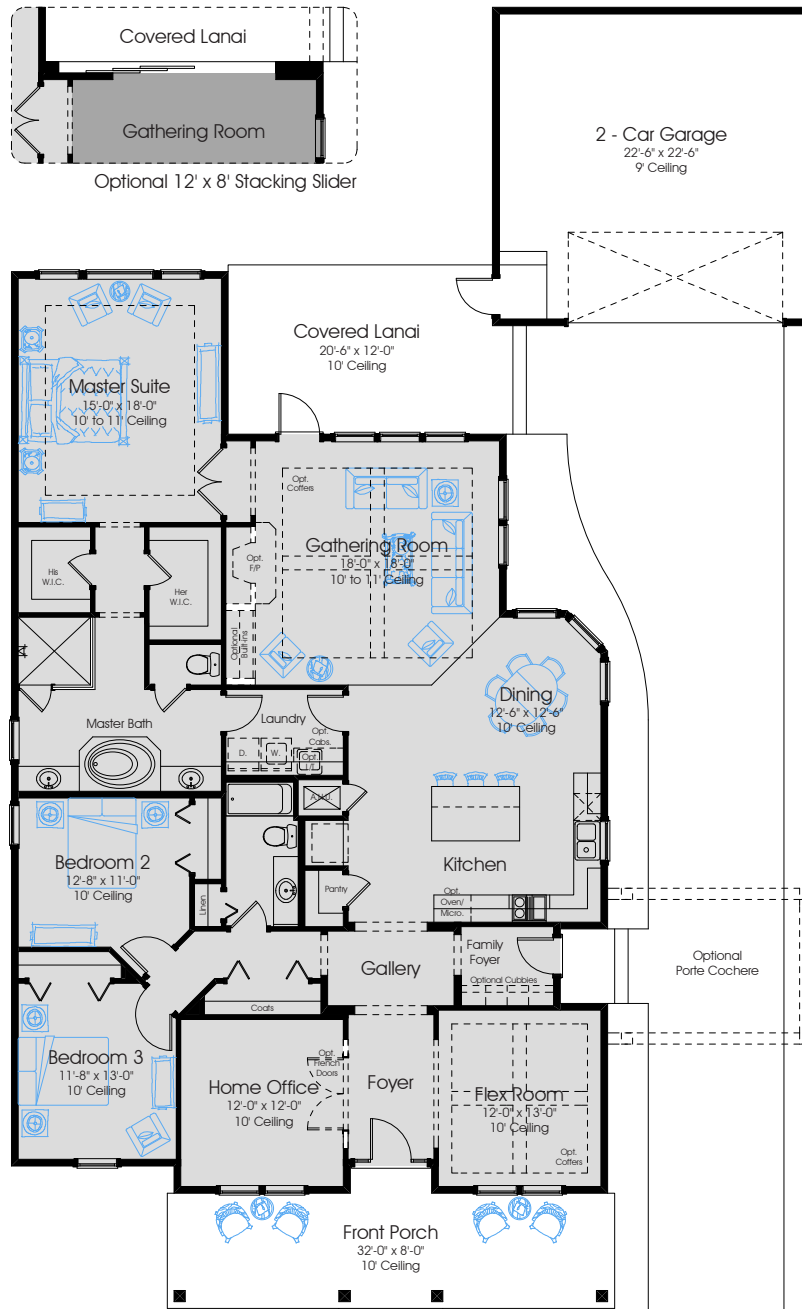 Covered Lanai
Gathering Room
Optional 12' x 8' Stacking Slider
2 - Car Garage
22'-6" x 22'-6"
9' Ceiling
Covered Lanai
20'-6" x 12'-0"
10' Ceiling
Master Suite
15'-0" x 18'-0"
10' to 11' Ceiling
Opt.
Coffers
Gathering Room
18'-0" x 18'-0"
10' to 11' Ceiling
Opt.
F/P
His
W.I.C.
Her
W.I.C.
Optional
Built-ins
Master Bath
Laundry
Opt.
Cabs.
D.
W.
Opt.
L/T
Dining
12'-6" x 12'-6"
10' Ceiling
A.H.U.
Kitchen
Pantry
Opt.
Oven/
Micro.
Bedroom 2
12'-8" x 11'-0"
10' Ceiling
Linen
Gallery
Family
Foyer
Optional Cubbies
Optional
Porte Cochere
Coats
Bedroom 3
11'-8" x 13'-0"
10' Ceiling
Home Office
12'-0" x 12'-0"
10' Ceiling
Opt.
French
Doors
Foyer
Flex Room
12'-0" x 13'-0"
10' Ceiling
Opt.
Coffers
Front Porch
32'-0" x 8'-0"
10' Ceiling